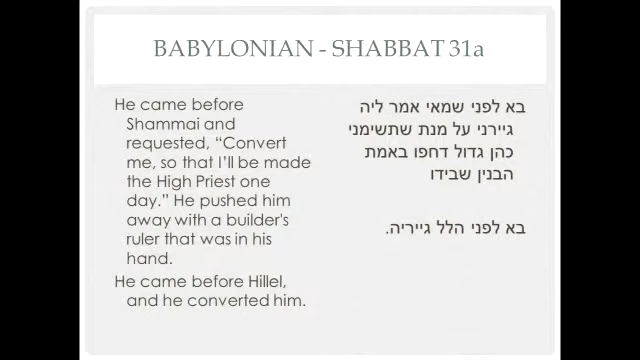 BABYLONIAN - SHABBAT 31a
He came before
Shammai and
requested, “Convert
me, so that I’ll be made
the High Priest one
day.” He pushed him
away with a builder's
ruler that was in his
hand.
He came before Hillel,
and he converted him.
בא לפני שמאי אמר ליה
גיירני על מנת שתשימני
כהן גדול דחפו באמת
הבנין שבידו
בא לפני הלל גייריה.